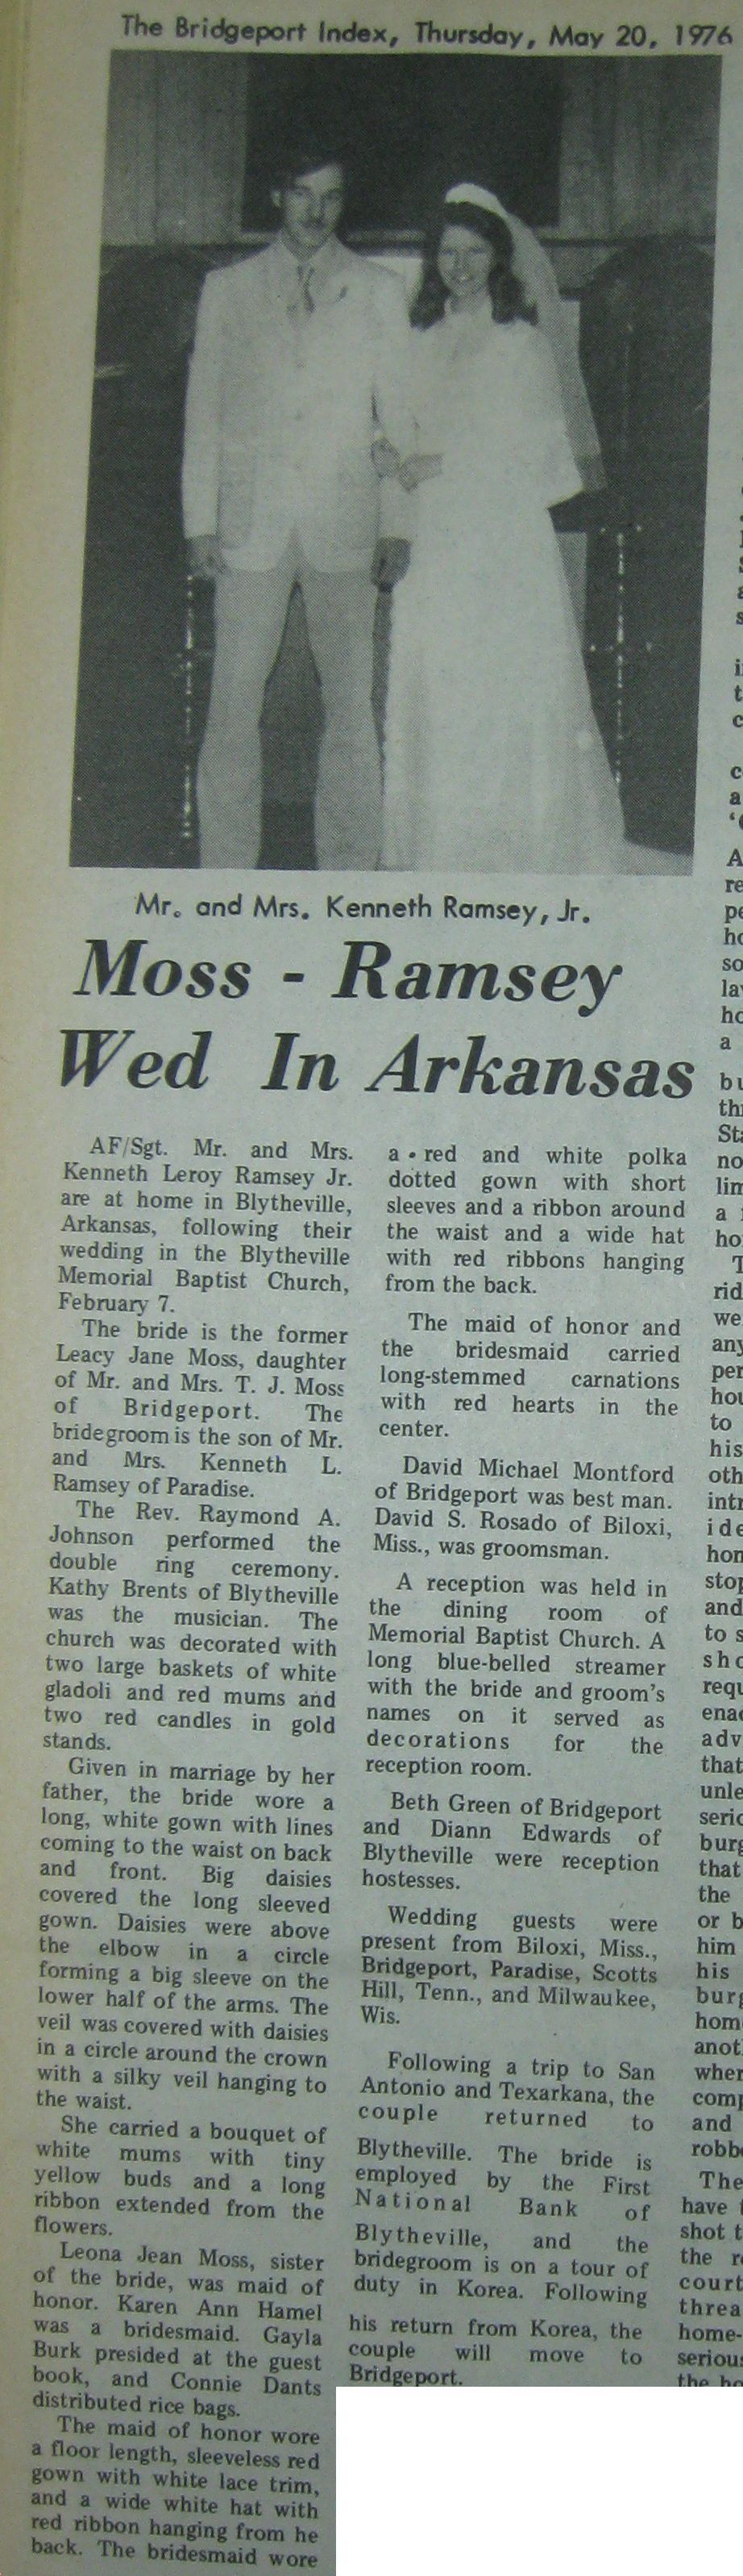 The Bridgeport Index, Thursday, May 20, 1976
Mr. and Mrs. Kenneth Ramsey, Jr.
Moss - Ramsey
Wed In Arkansas
AF/Sgt. Mr. and Mrs.
Kenneth Leroy Ramsey Jr.
are at home in Blytheville,
Arkansas, following their
wedding in the Blytheville
Memorial Baptist Church,
February 7.
The bride is the former
Leacy Jane Moss, daughter
of Mr. and Mrs. T. J. Moss
of Bridgeport. The
bridegroom is the son of Mr.
and Mrs. Kenneth L.
Ramsey of Paradise.
The Rev. Raymond A.
Johnson performed the
double ring ceremony.
Kathy Brents of Blytheville
was the musician. The
church was decorated with
two large baskets of white
gladoli and red mums and
two red candles in gold
stands.
Given in marriage by her
father, the bride wore a
long, white gown with lines
coming to the waist on back
and front. Big daisies
covered the long sleeved
gown. Daisies were above
the elbow in a circle
forming a big sleeve on the
lower half of the arms. The
veil was covered with daisies
in a circle around the crown
with a silky veil hanging to
the waist.
She carried a bouquet of
white mums with tiny
yellow buds and a long
ribbon extended from the
flowers.
Leona Jean Moss, sister
of the bride, was maid of
honor. Karen Ann Hamel
was a bridesmaid. Gayla
Burk presided at the guest
book, and Connie Dants
distributed rice bags.
The maid of honor wore
a floor length, sleeveless red
gown with white lace trim,
and a wide white hat with
red ribbon hanging from he
back. The bridesmaid wore
a red and white polka
dotted gown with short
sleeves and a ribbon around
the waist and a wide hat
with red ribbons hanging
from the back.
The maid of honor and
the bridesmaid carried
long-stemmed carnations
with red hearts in the
center.
David Michael Montford
of Bridgeport was best man.
David S. Rosado of Biloxi,
Miss., was groomsman.
A reception was held in
the dining room of
Memorial Baptist Church. A
long blue-belled streamer
with the bride and groom's
names on it served as
decorations for the
reception room.
Beth Green of Bridgeport
and Diann Edwards of
Blytheville were reception
hostesses.
Wedding guests were
present from Biloxi, Miss.,
Bridgeport, Paradise, Scotts
Hill, Tenn., and Milwaukee,
Wis.
Following a trip to San
Antonio and Texarkana, the
couple returned to
Blytheville. The bride is
employed by the First
National Bank of
Blytheville, and the
bridegroom is on a tour of
duty in Korea. Following
his return from Korea, the
couple will move to
Bridgeport.